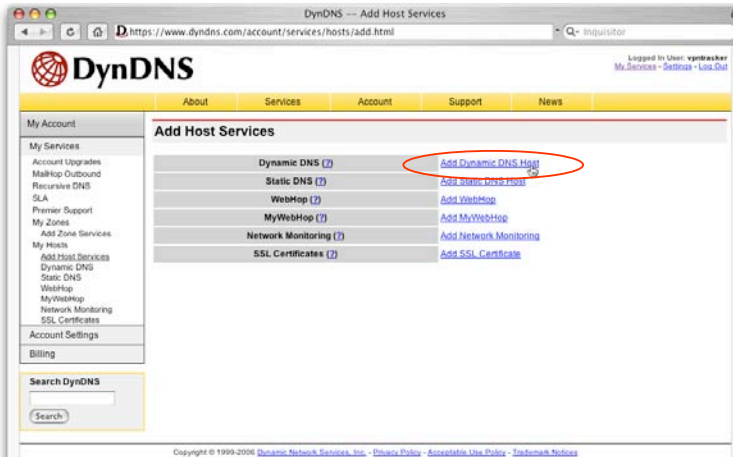 DynDNS -- Add Host Services
https://www.dyndns.com/account/services/hosts/add.html
Inquisitor
DynDNS
Logged In User: vpntracker
My Services - Settings - Log Out
About Services Account Support News
My Account
My Services
Account Upgrades
MailHop Outbound
Recursive DNS
SLA
Premier Support
My Zones
Add Zone Services
My Hosts
Add Host Services
Dynamic DNS
Static DNS
WebHop
MyWebHop
Network Monitoring
SSL Certificates
Account Settings
Billing
Search DynDNS
Search
Add Host Services
Dynamic DNS (?) Add Dynamic DNS Host
Static DNS (?) Add Static DNS Host
WebHop (?) Add WebHop
MyWebHop (?) Add MyWebHop
Network Monitoring (?) Add Network Monitoring
SSL Certificates (?) Add SSL Certificate
Copyright © 1999-2006 Dynamic Network Services, Inc. - Privacy Policy - Acceptable Use Policy - Trademark Notices